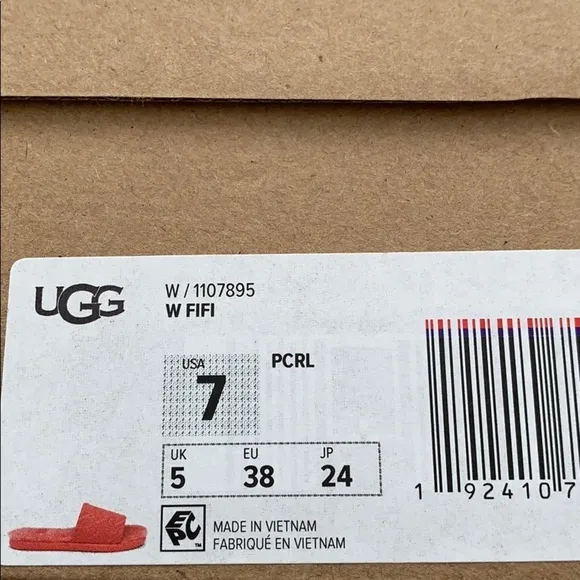 UGG
W / 1107895
W FIFI
USA
7
PCRL
UK EU JP
5 38 24
1 92410 7
EPC TM
MADE IN VIETNAM
FABRIQUÉ EN VIETNAM